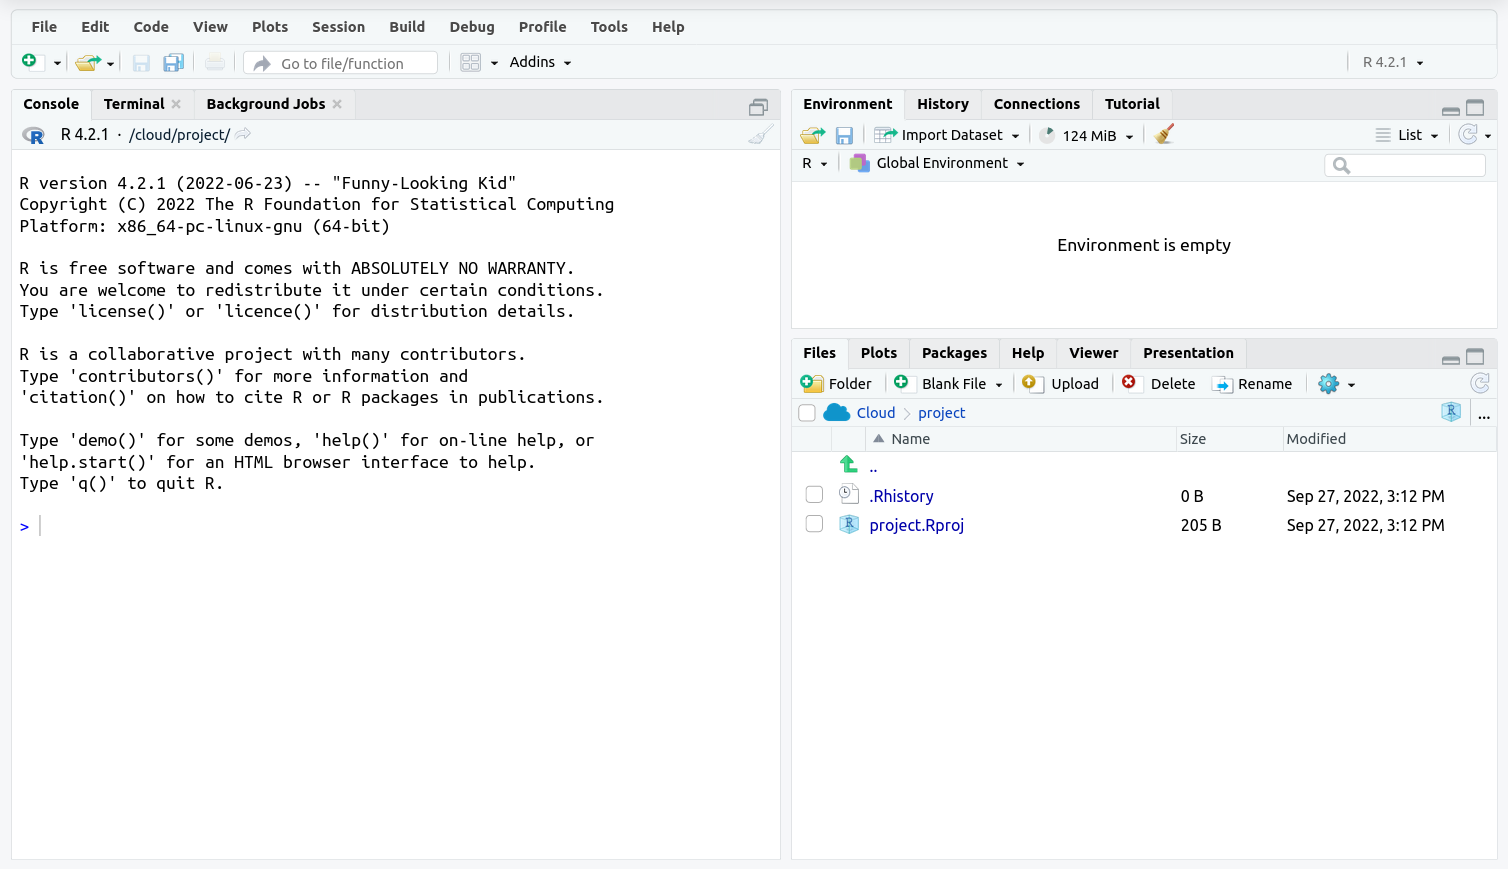 File Edit Code View Plots Session Build Debug Profile Tools Help
Go to file/function Addins R 4.2.1
Console Terminal Background Jobs
R 4.2.1 · /cloud/project/
R version 4.2.1 (2022-06-23) -- "Funny-Looking Kid"
Copyright (C) 2022 The R Foundation for Statistical Computing
Platform: x86_64-pc-linux-gnu (64-bit)
R is free software and comes with ABSOLUTELY NO WARRANTY.
You are welcome to redistribute it under certain conditions.
Type 'license()' or 'licence()' for distribution details.
R is a collaborative project with many contributors.
Type 'contributors()' for more information and
'citation()' on how to cite R or R packages in publications.
Type 'demo()' for some demos, 'help()' for on-line help, or
'help.start()' for an HTML browser interface to help.
Type 'q()' to quit R.
>
Environment History Connections Tutorial
Import Dataset 124 MiB List
R Global Environment
Environment is empty
Files Plots Packages Help Viewer Presentation
Folder Blank File Upload Delete Rename
Cloud project ...
Name Size Modified
..
.Rhistory 0 B Sep 27, 2022, 3:12 PM
project.Rproj 205 B Sep 27, 2022, 3:12 PM